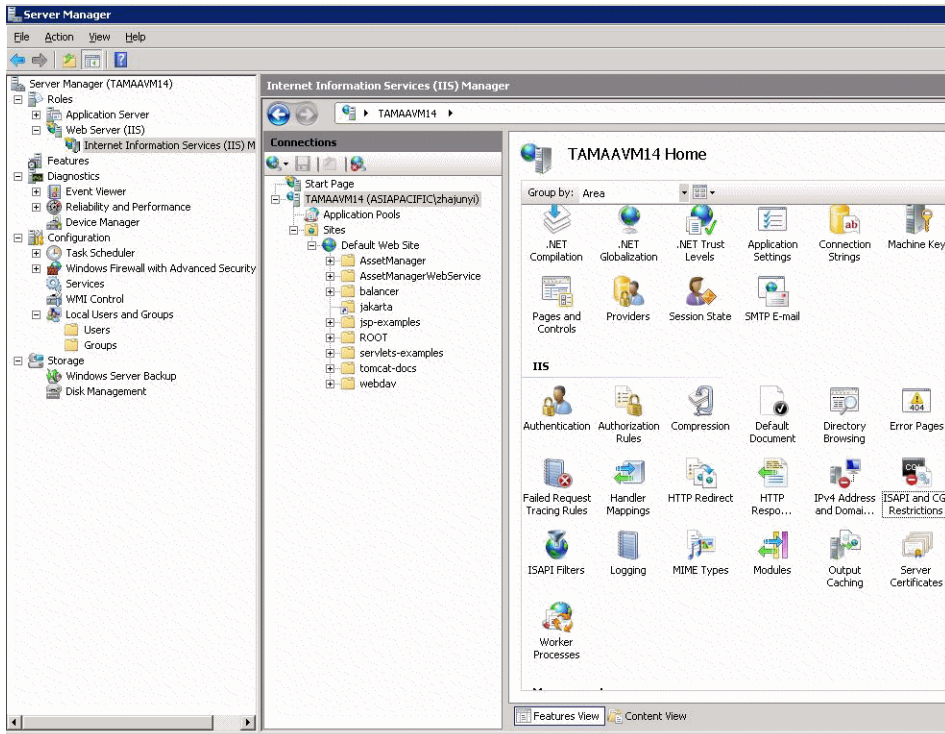 Server Manager
File Action View Help
Server Manager (TAMAAVM14)
Roles
Application Server
Web Server (IIS)
Internet Information Services (IIS) M
Features
Diagnostics
Event Viewer
Reliability and Performance
Device Manager
Configuration
Task Scheduler
Windows Firewall with Advanced Security
Services
WMI Control
Local Users and Groups
Users
Groups
Storage
Windows Server Backup
Disk Management
Internet Information Services (IIS) Manager
TAMAAVM14
Connections
Start Page
TAMAAVM14 (ASIAPACIFIC\zhajunyi)
Application Pools
Sites
Default Web Site
AssetManager
AssetManagerWebService
balancer
jakarta
jsp-examples
ROOT
servlets-examples
tomcat-docs
webdav
TAMAAVM14 Home
Group by: Area
.NET Compilation
.NET Globalization
.NET Trust Levels
Application Settings
ab
Connection Strings
Machine Key
Pages and Controls
Providers
Session State
SMTP E-mail
IIS
Authentication
Authorization Rules
Compression
Default Document
Directory Browsing
404
Error Pages
Failed Request Tracing Rules
Handler Mappings
HTTP Redirect
HTTP Respo...
IPv4 Address and Domai...
CGI
ISAPI and CG Restrictions
ISAPI Filters
Logging
MIME Types
Modules
Output Caching
Server Certificates
Worker Processes
Features View
Content View